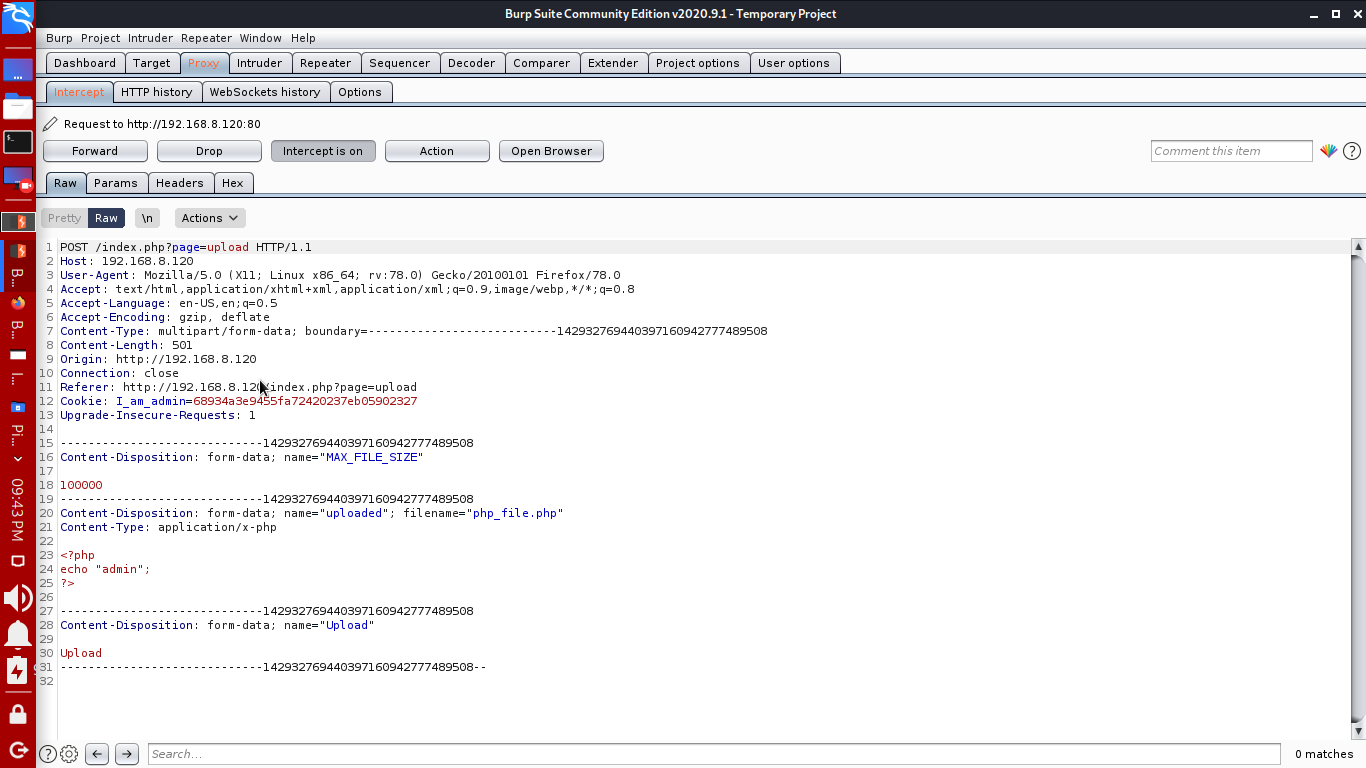 Burp Suite Community Edition v2020.9.1 - Temporary Project
Burp Project Intruder Repeater Window Help
Dashboard Target Proxy Intruder Repeater Sequencer Decoder Comparer Extender Project options User options
Intercept HTTP history WebSockets history Options
Request to http://192.168.8.120:80
Forward Drop Intercept is on Action Open Browser Comment this item
Raw Params Headers Hex
Pretty Raw \n Actions
1 POST /index.php?page=upload HTTP/1.1
2 Host: 192.168.8.120
3 User-Agent: Mozilla/5.0 (X11; Linux x86_64; rv:78.0) Gecko/20100101 Firefox/78.0
4 Accept: text/html,application/xhtml+xml,application/xml;q=0.9,image/webp,*/*;q=0.8
5 Accept-Language: en-US,en;q=0.5
6 Accept-Encoding: gzip, deflate
7 Content-Type: multipart/form-data; boundary=---------------------------142932769440397160942777489508
8 Content-Length: 501
9 Origin: http://192.168.8.120
10 Connection: close
11 Referer: http://192.168.8.120/index.php?page=upload
12 Cookie: I_am_admin=68934a3e9455fa72420237eb05902327
13 Upgrade-Insecure-Requests: 1
14
15 -----------------------------142932769440397160942777489508
16 Content-Disposition: form-data; name="MAX_FILE_SIZE"
17
18 100000
19 -----------------------------142932769440397160942777489508
20 Content-Disposition: form-data; name="uploaded"; filename="php_file.php"
21 Content-Type: application/x-php
22
23 <?php
24 echo "admin";
25 ?>
26
27 -----------------------------142932769440397160942777489508
28 Content-Disposition: form-data; name="Upload"
29
30 Upload
31 -----------------------------142932769440397160942777489508--
32
B...
B...
I...
Pi...
09:43 PM
Search...
0 matches